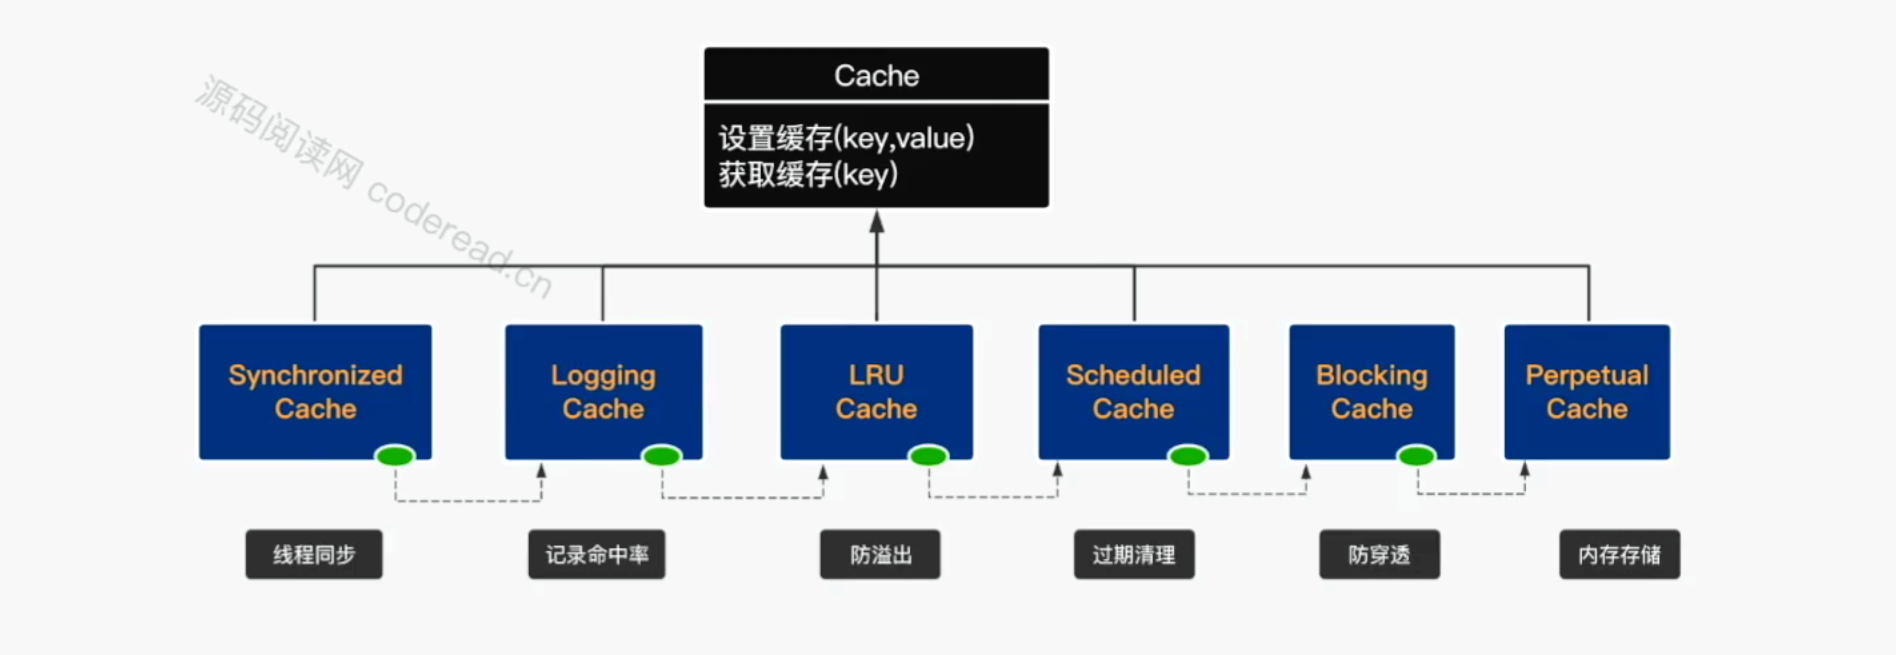 Cache
设置缓存(key,value)
获取缓存(key)
源码阅读网 coderead.cn
Synchronized
Cache
Logging
Cache
LRU
Cache
Scheduled
Cache
Blocking
Cache
Perpetual
Cache
线程同步
记录命中率
防溢出
过期清理
防穿透
内存存储